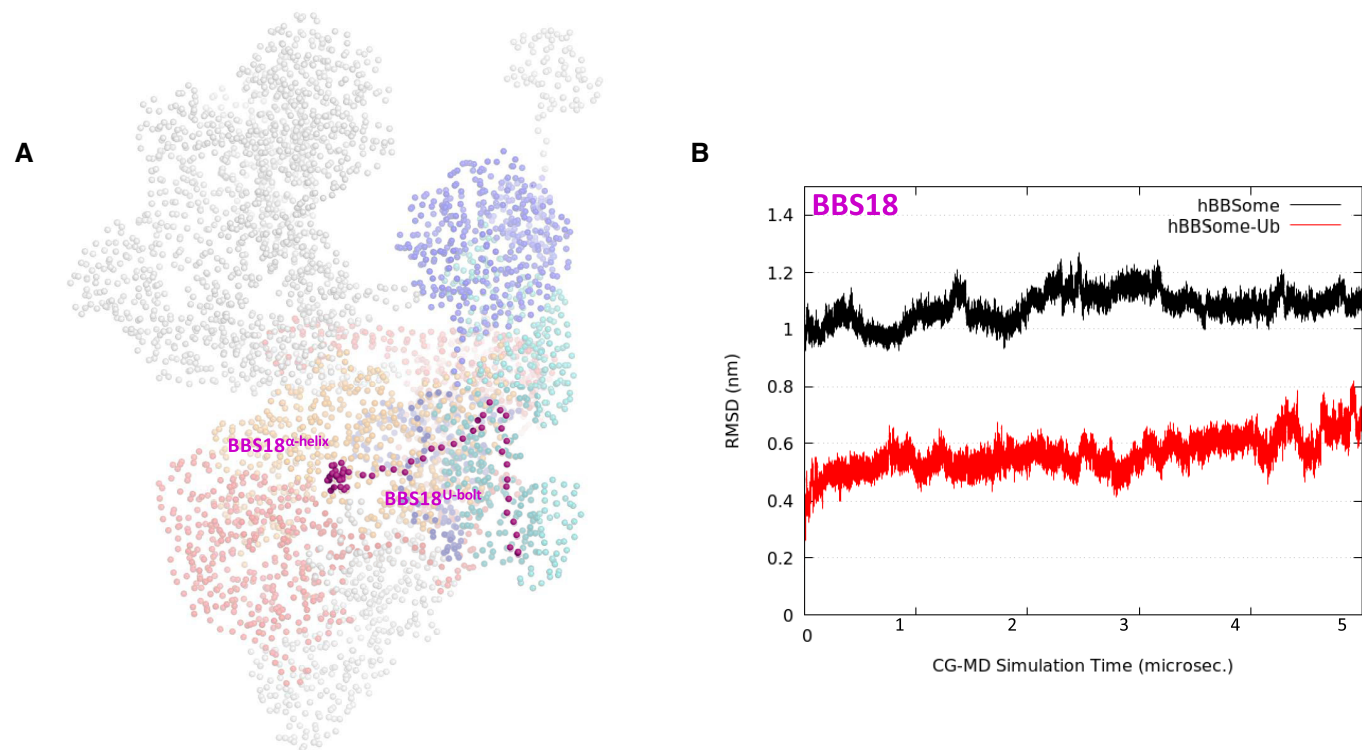 A
BBS18α-helix
BBS18U-bolt
B
BBS18
hBBSome
hBBSome-Ub
1.4
1.2
1
0.8
0.6
0.4
0.2
0
RMSD (nm)
0 1 2 3 4 5
CG-MD Simulation Time (microsec.)